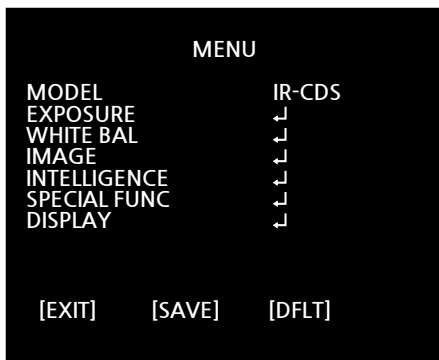 MENU
MODEL IR-CDS
EXPOSURE ↵
WHITE BAL ↵
IMAGE ↵
INTELLIGENCE ↵
SPECIAL FUNC ↵
DISPLAY ↵
[EXIT] [SAVE] [DFLT]